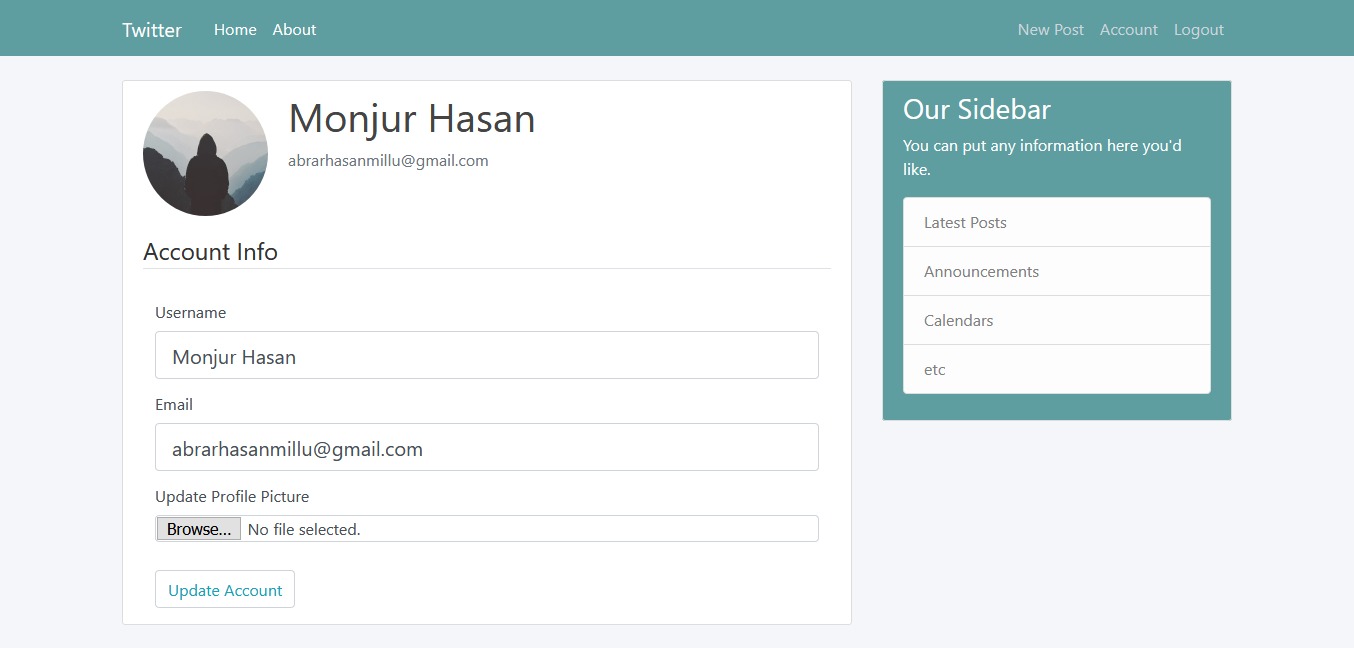 Twitter Home About New Post Account Logout
Monjur Hasan
abrarhasanmillu@gmail.com
Account Info
Username
Monjur Hasan
Email
abrarhasanmillu@gmail.com
Update Profile Picture
Browse... No file selected.
Update Account
Our Sidebar
You can put any information here you'd
like.
Latest Posts
Announcements
Calendars
etc